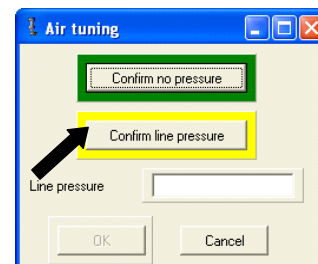 Air tuning
Confirm no pressure
Confirm line pressure
Line pressure
OK Cancel